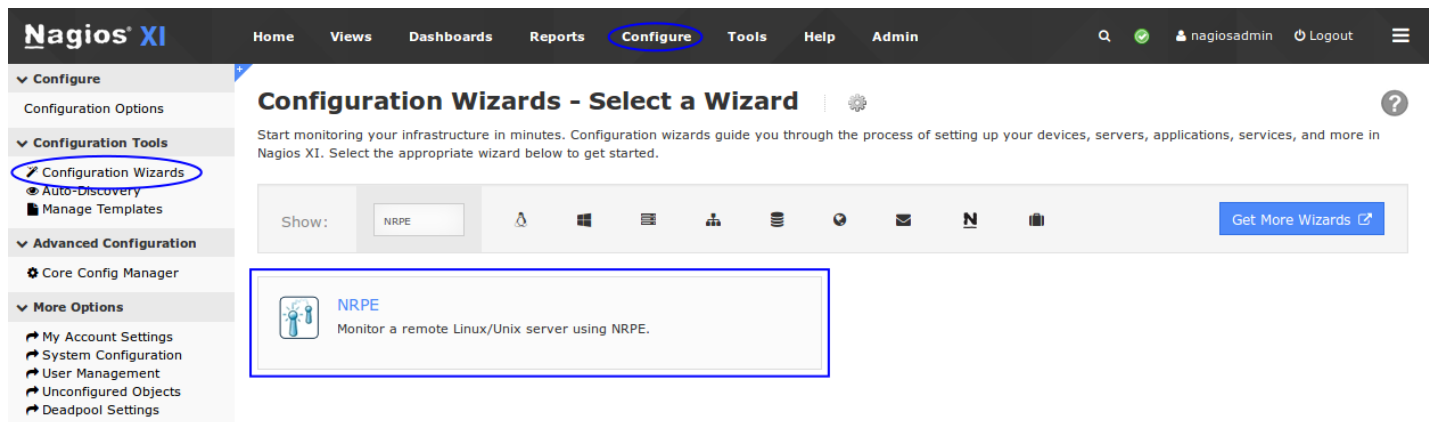 Nagios XI
Home Views Dashboards Reports Configure Tools Help Admin nagiosadmin Logout
Configure
Configuration Options
Configuration Tools
Configuration Wizards
Auto-Discovery
Manage Templates
Advanced Configuration
Core Config Manager
More Options
My Account Settings
System Configuration
User Management
Unconfigured Objects
Deadpool Settings
+
Configuration Wizards - Select a Wizard
?
Start monitoring your infrastructure in minutes. Configuration wizards guide you through the process of setting up your devices, servers, applications, services, and more in
Nagios XI. Select the appropriate wizard below to get started.
Show: NRPE N Get More Wizards
NRPE
Monitor a remote Linux/Unix server using NRPE.